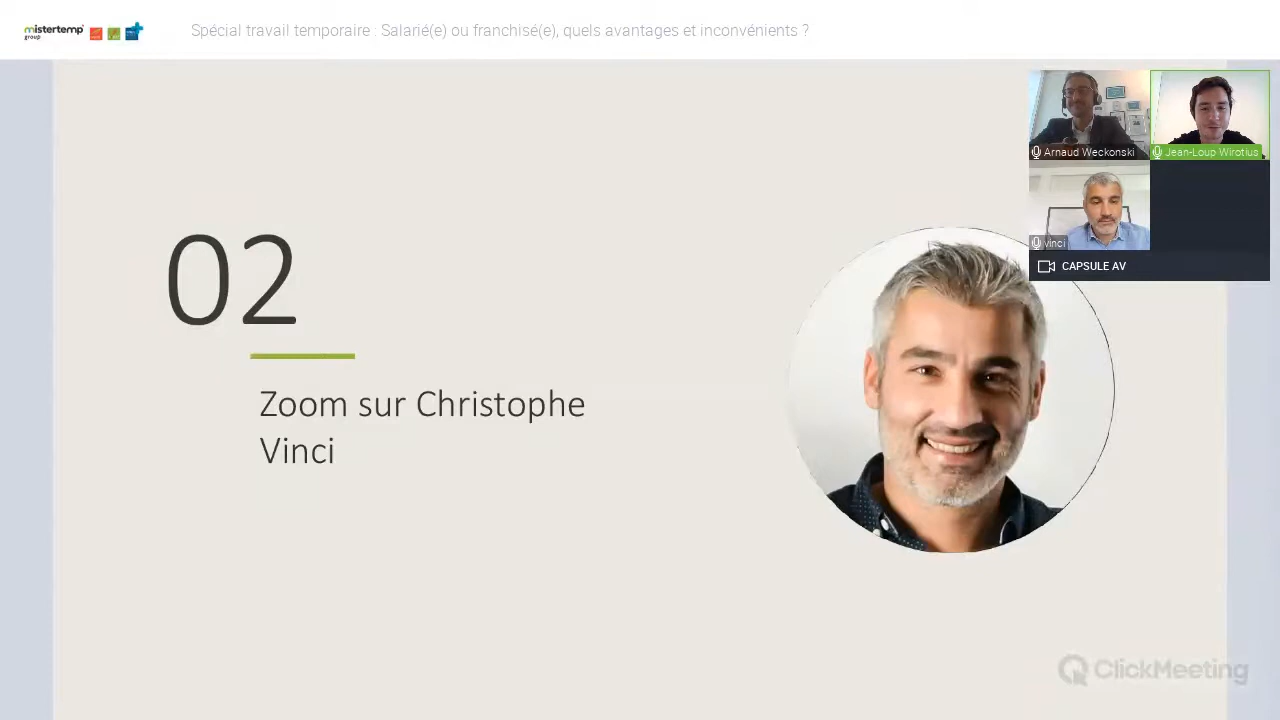 mistertemp'
group
Spécial travail temporaire : Salarié(e) ou franchisé(e), quels avantages et inconvénients ?
Arnaud Weckonski
Jean-Loup Wirotius
vinci
CAPSULE AV
02
Zoom sur Christophe
Vinci
ClickMeeting